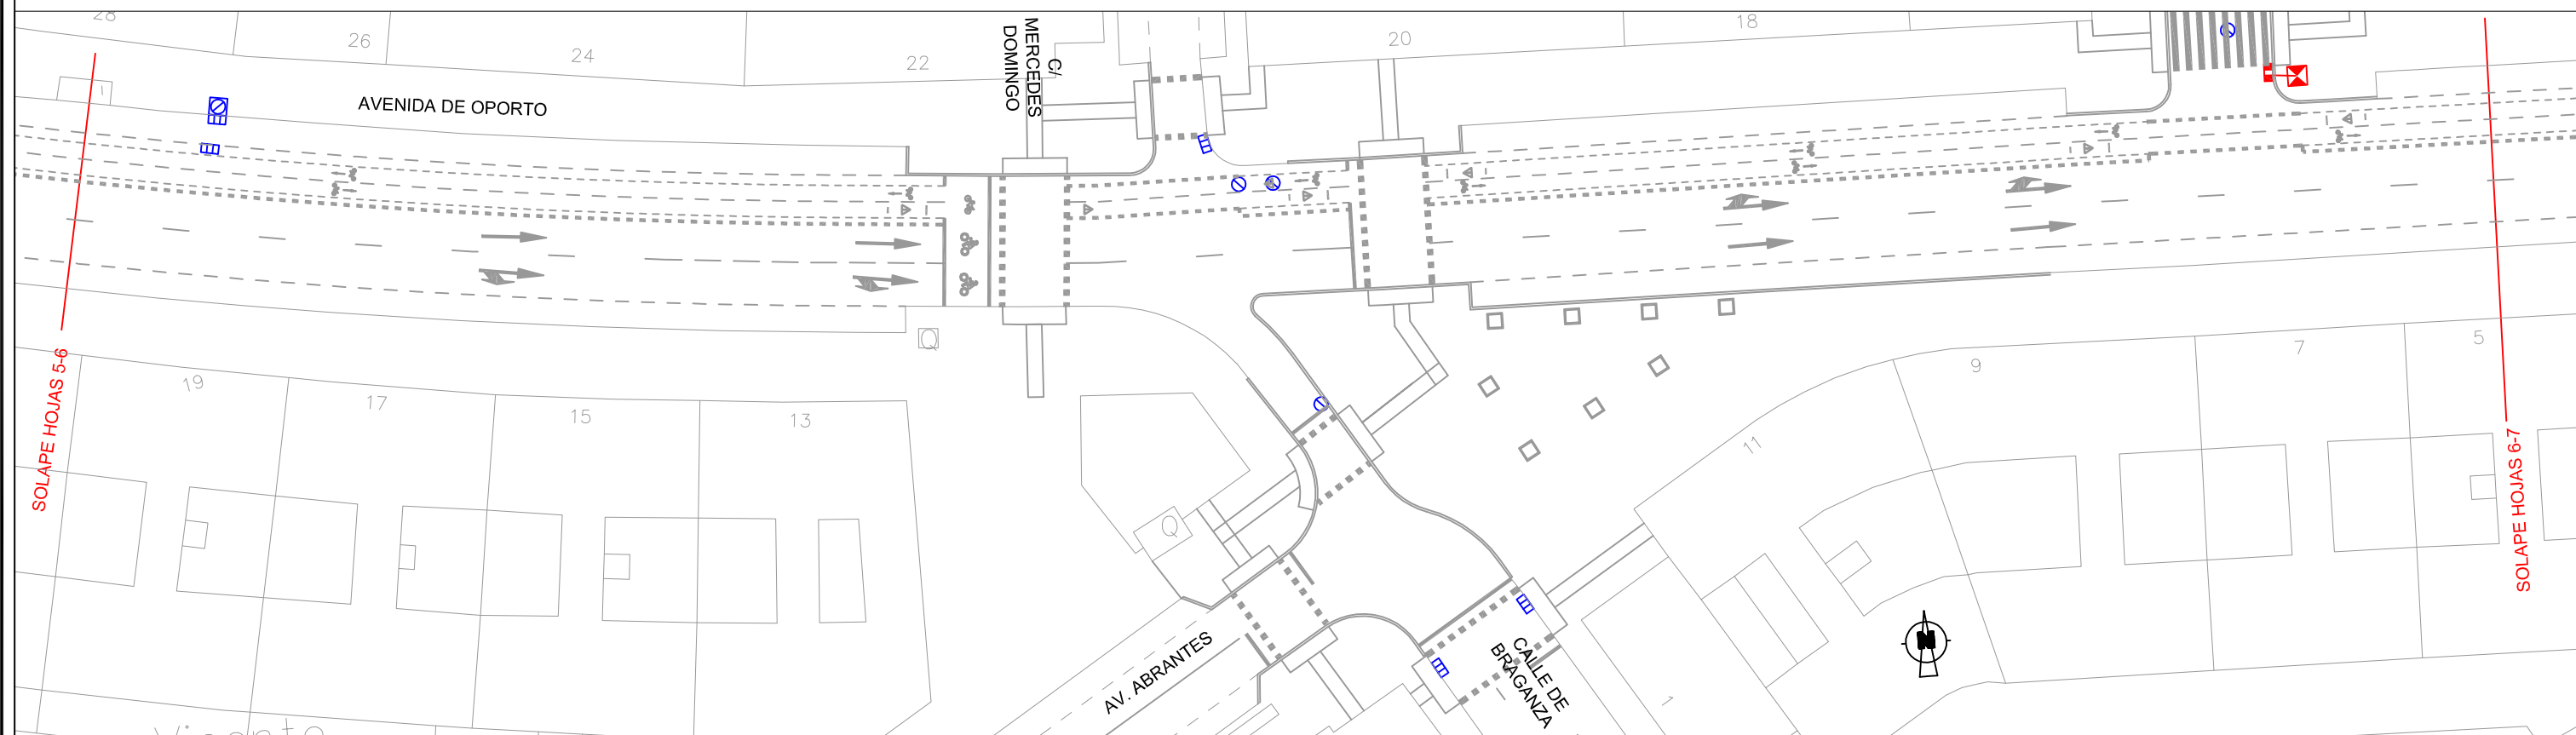 28
26
24
22
C/
MERCEDES
DOMINGO
20
18
AVENIDA DE OPORTO
SOLAPE HOJAS 5-6
19
17
15
13
Q
Q
11
9
7
5
SOLAPE HOJAS 6-7
AV. ABRANTES
CALLE DE
BRAGANZA
1
N